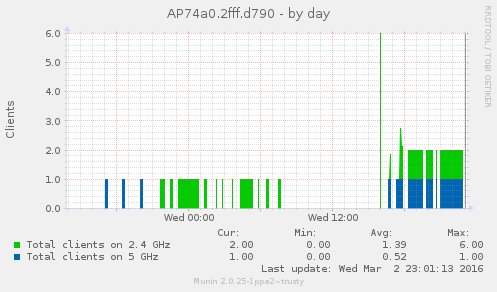 AP74a0.2fff.d790 - by day
RRDTOOL / TOBI OETIKER
Clients
6.0
5.0
4.0
3.0
2.0
1.0
0.0
Wed 00:00 Wed 12:00
Cur: Min: Avg: Max:
Total clients on 2.4 GHz 2.00 0.00 1.39 6.00
Total clients on 5 GHz 1.00 0.00 0.52 1.00
Last update: Wed Mar 2 23:01:13 2016
Munin 2.0.25-1ppa2~trusty